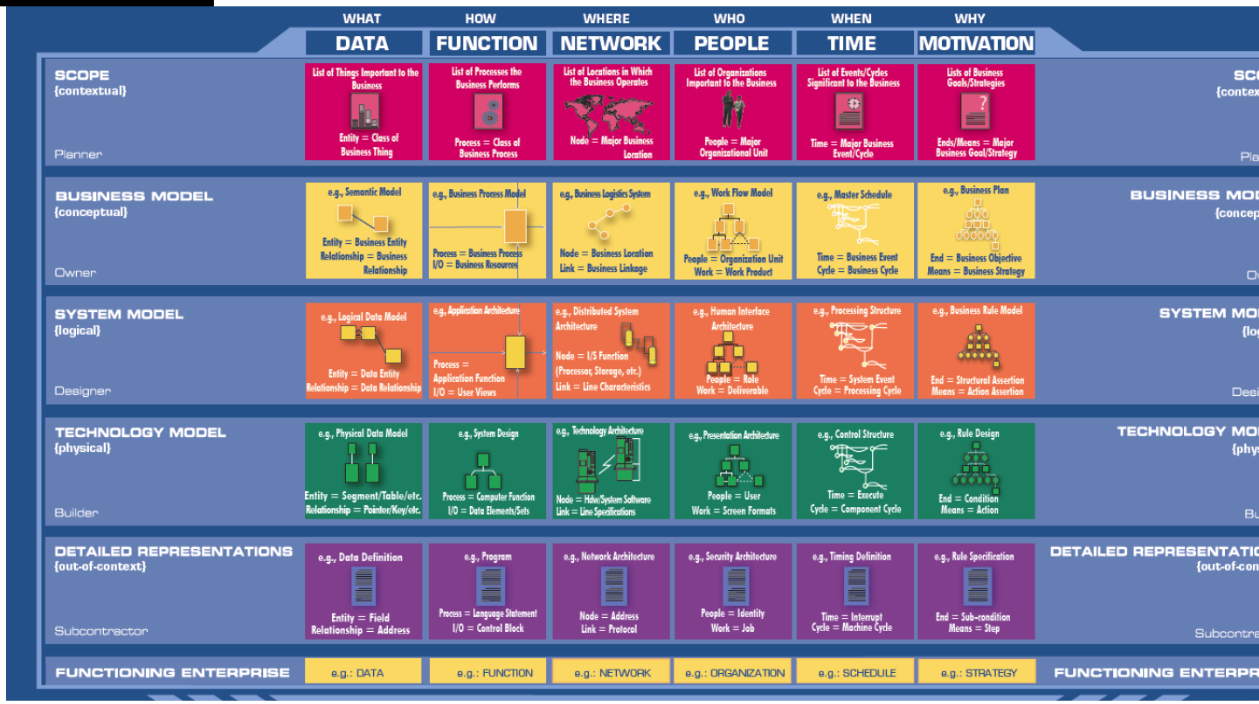 WHAT HOW WHERE WHO WHEN WHY
DATA FUNCTION NETWORK PEOPLE TIME MOTIVATION
SCOPE
{contextual}
Planner
List of Things Important to the
Business
Entity = Class of
Business Thing
List of Processes the
Business Performs
Process = Class of
Business Process
List of Locations in Which
the Business Operates
Node = Major Business
Location
List of Organizations
Important to the Business
People = Major
Organizational Unit
List of Events/Cycles
Significant to the Business
Time = Major Business
Event/Cycle
Lists of Business
Goals/Strategies
?
Ends/Means = Major
Business Goal/Strategy
SCO
{contex
Pla
BUSINESS MODEL
{conceptual}
Owner
e.g., Semantic Model
Entity = Business Entity
Relationship = Business
Relationship
e.g., Business Process Model
Process = Business Process
I/O = Business Resources
e.g., Business Logistics System
Node = Business Location
Link = Business Linkage
e.g., Work Flow Model
People = Organization Unit
Work = Work Product
e.g., Master Schedule
Time = Business Event
Cycle = Business Cycle
e.g., Business Plan
End = Business Objective
Means = Business Strategy
BUSINESS MOD
{concep
O
SYSTEM MODEL
{logical}
Designer
e.g., Logical Data Model
Entity = Data Entity
Relationship = Data Relationship
e.g., Application Architecture
Process =
Application Function
I/O = User Views
e.g., Distributed System
Architecture
Node = I/S Function
(Processor, Storage, etc.)
Link = Line Characteristics
e.g., Human Interface
Architecture
People = Role
Work = Deliverable
e.g., Processing Structure
Time = System Event
Cycle = Processing Cycle
e.g., Business Rule Model
End = Structural Assertion
Means = Action Assertion
SYSTEM MOD
{log
Desi
TECHNOLOGY MODEL
{physical}
Builder
e.g., Physical Data Model
Entity = Segment/Table/etc.
Relationship = Pointer/Key/etc.
e.g., System Design
Process = Computer Function
I/O = Data Elements/Sets
e.g., Technology Architecture
Node = Hdw/System Software
Link = Line Specifications
e.g., Presentation Architecture
People = User
Work = Screen Formats
e.g., Control Structure
Time = Execute
Cycle = Component Cycle
e.g., Rule Design
End = Condition
Means = Action
TECHNOLOGY MOD
{phys
Bu
DETAILED REPRESENTATIONS
{out-of-context}
Subcontractor
e.g., Data Definition
Entity = Field
Relationship = Address
e.g., Program
Process = Language Statement
I/O = Control Block
e.g., Network Architecture
Node = Address
Link = Protocol
e.g., Security Architecture
People = Identity
Work = Job
e.g., Timing Definition
Time = Interrupt
Cycle = Machine Cycle
e.g., Rule Specification
End = Sub-condition
Means = Step
DETAILED REPRESENTATIO
{out-of-con
Subcontra
FUNCTIONING ENTERPRISE
e.g.: DATA
e.g.: FUNCTION
e.g.: NETWORK
e.g.: ORGANIZATION
e.g.: SCHEDULE
e.g.: STRATEGY
FUNCTIONING ENTERPR